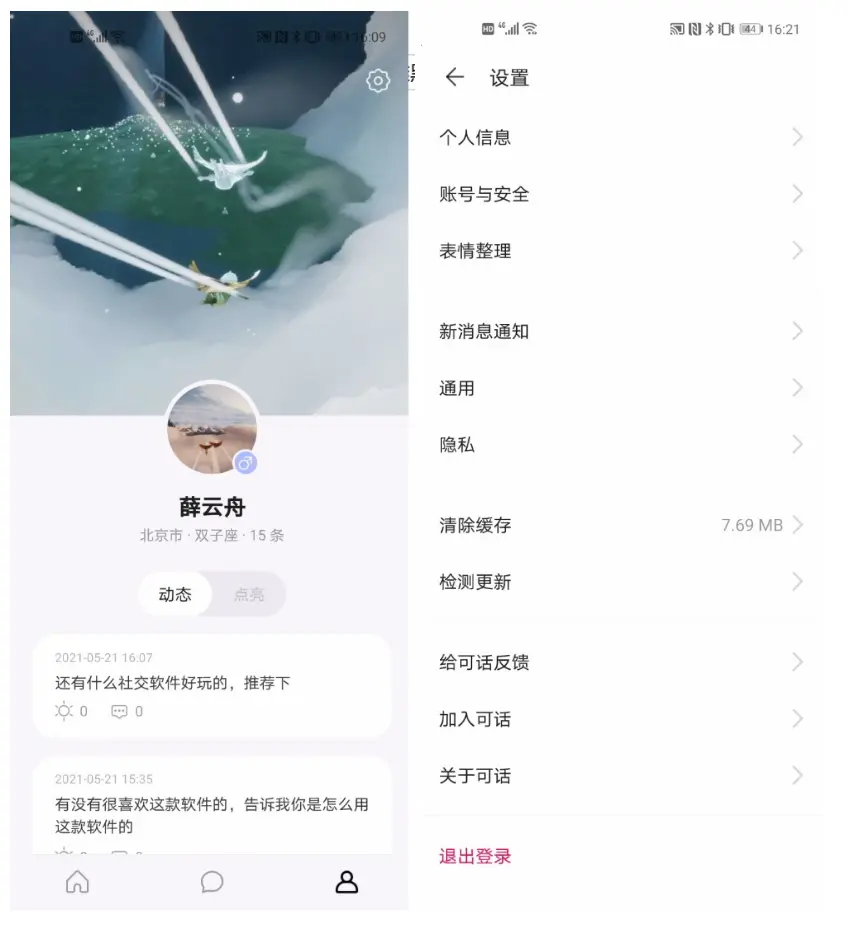 16:09
薛云舟
北京市 · 双子座 · 15 条
动态
点亮
2021-05-21 16:07
还有什么社交软件好玩的，推荐下
0
0
2021-05-21 15:35
有没有很喜欢这款软件的，告诉我你是怎么用
这款软件的
HD 4G
44
16:21
设置
个人信息
账号与安全
表情整理
新消息通知
通用
隐私
清除缓存
7.69 MB
检测更新
给可话反馈
加入可话
关于可话
退出登录